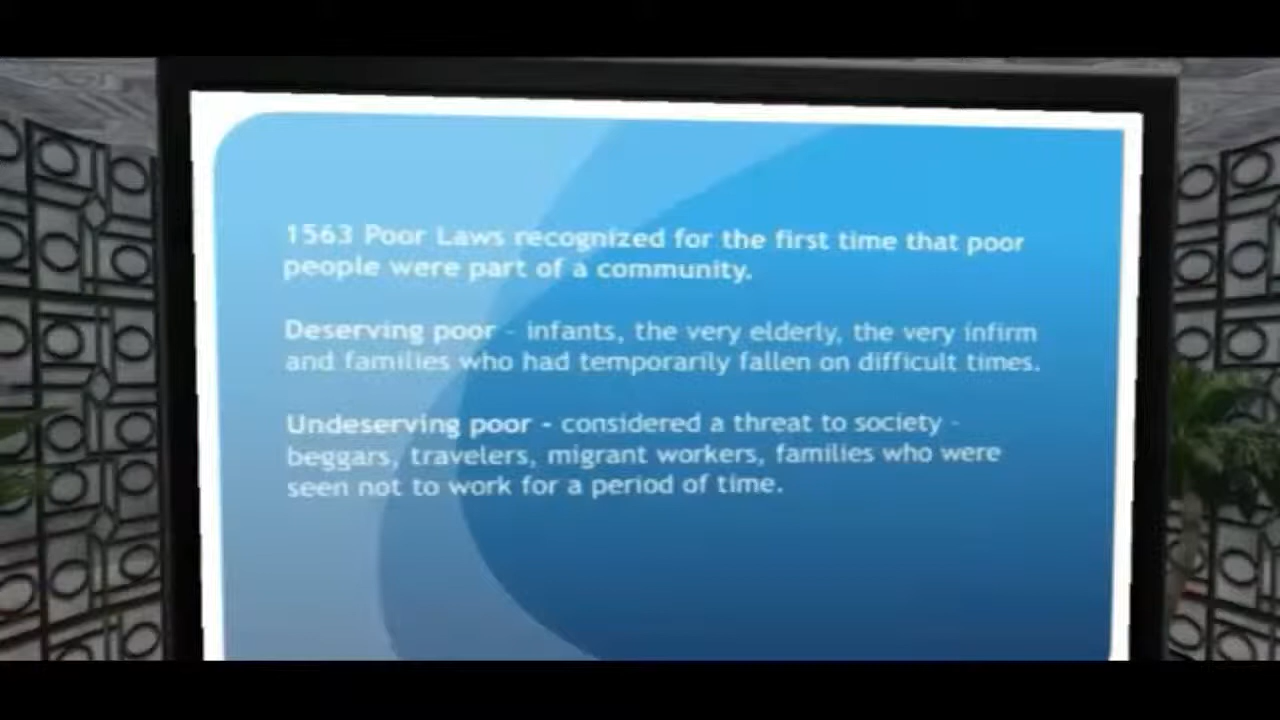 1563 Poor Laws recognized for the first time that poor
people were part of a community.
Deserving poor - infants, the very elderly, the very infirm
and families who had temporarily fallen on difficult times.
Undeserving poor - considered a threat to society -
beggars, travelers, migrant workers, families who were
seen not to work for a period of time.